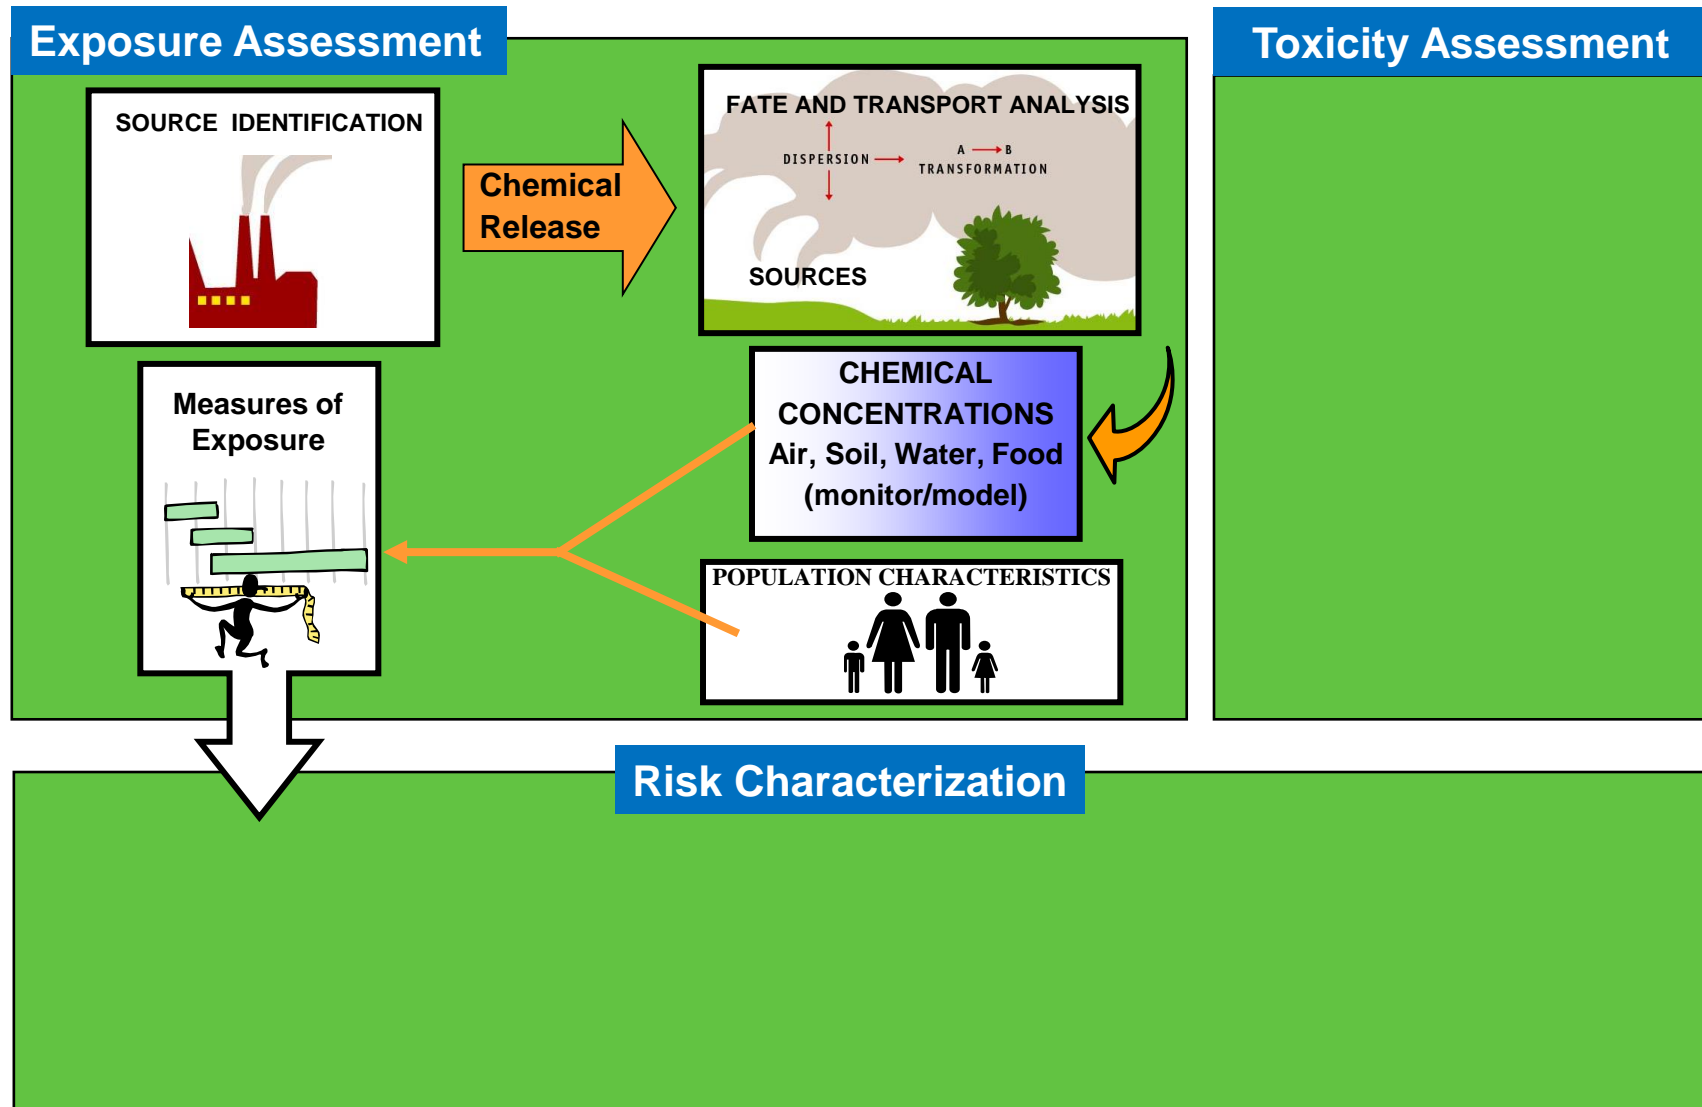 Exposure Assessment
Toxicity Assessment
SOURCE IDENTIFICATION
Chemical
Release
FATE AND TRANSPORT ANALYSIS
DISPERSION
A B
TRANSFORMATION
SOURCES
Measures of
Exposure
CHEMICAL
CONCENTRATIONS
Air, Soil, Water, Food
(monitor/model)
POPULATION CHARACTERISTICS
Risk Characterization